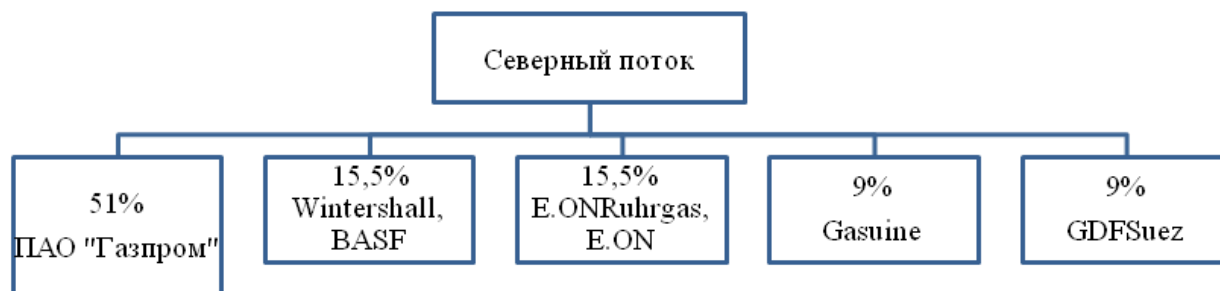 Северный поток
51%
ПАО "Газпром"
15,5%
Wintershall,
BASF
15,5%
E.ONRuhrgas,
E.ON
9%
Gasuine
9%
GDFSuez